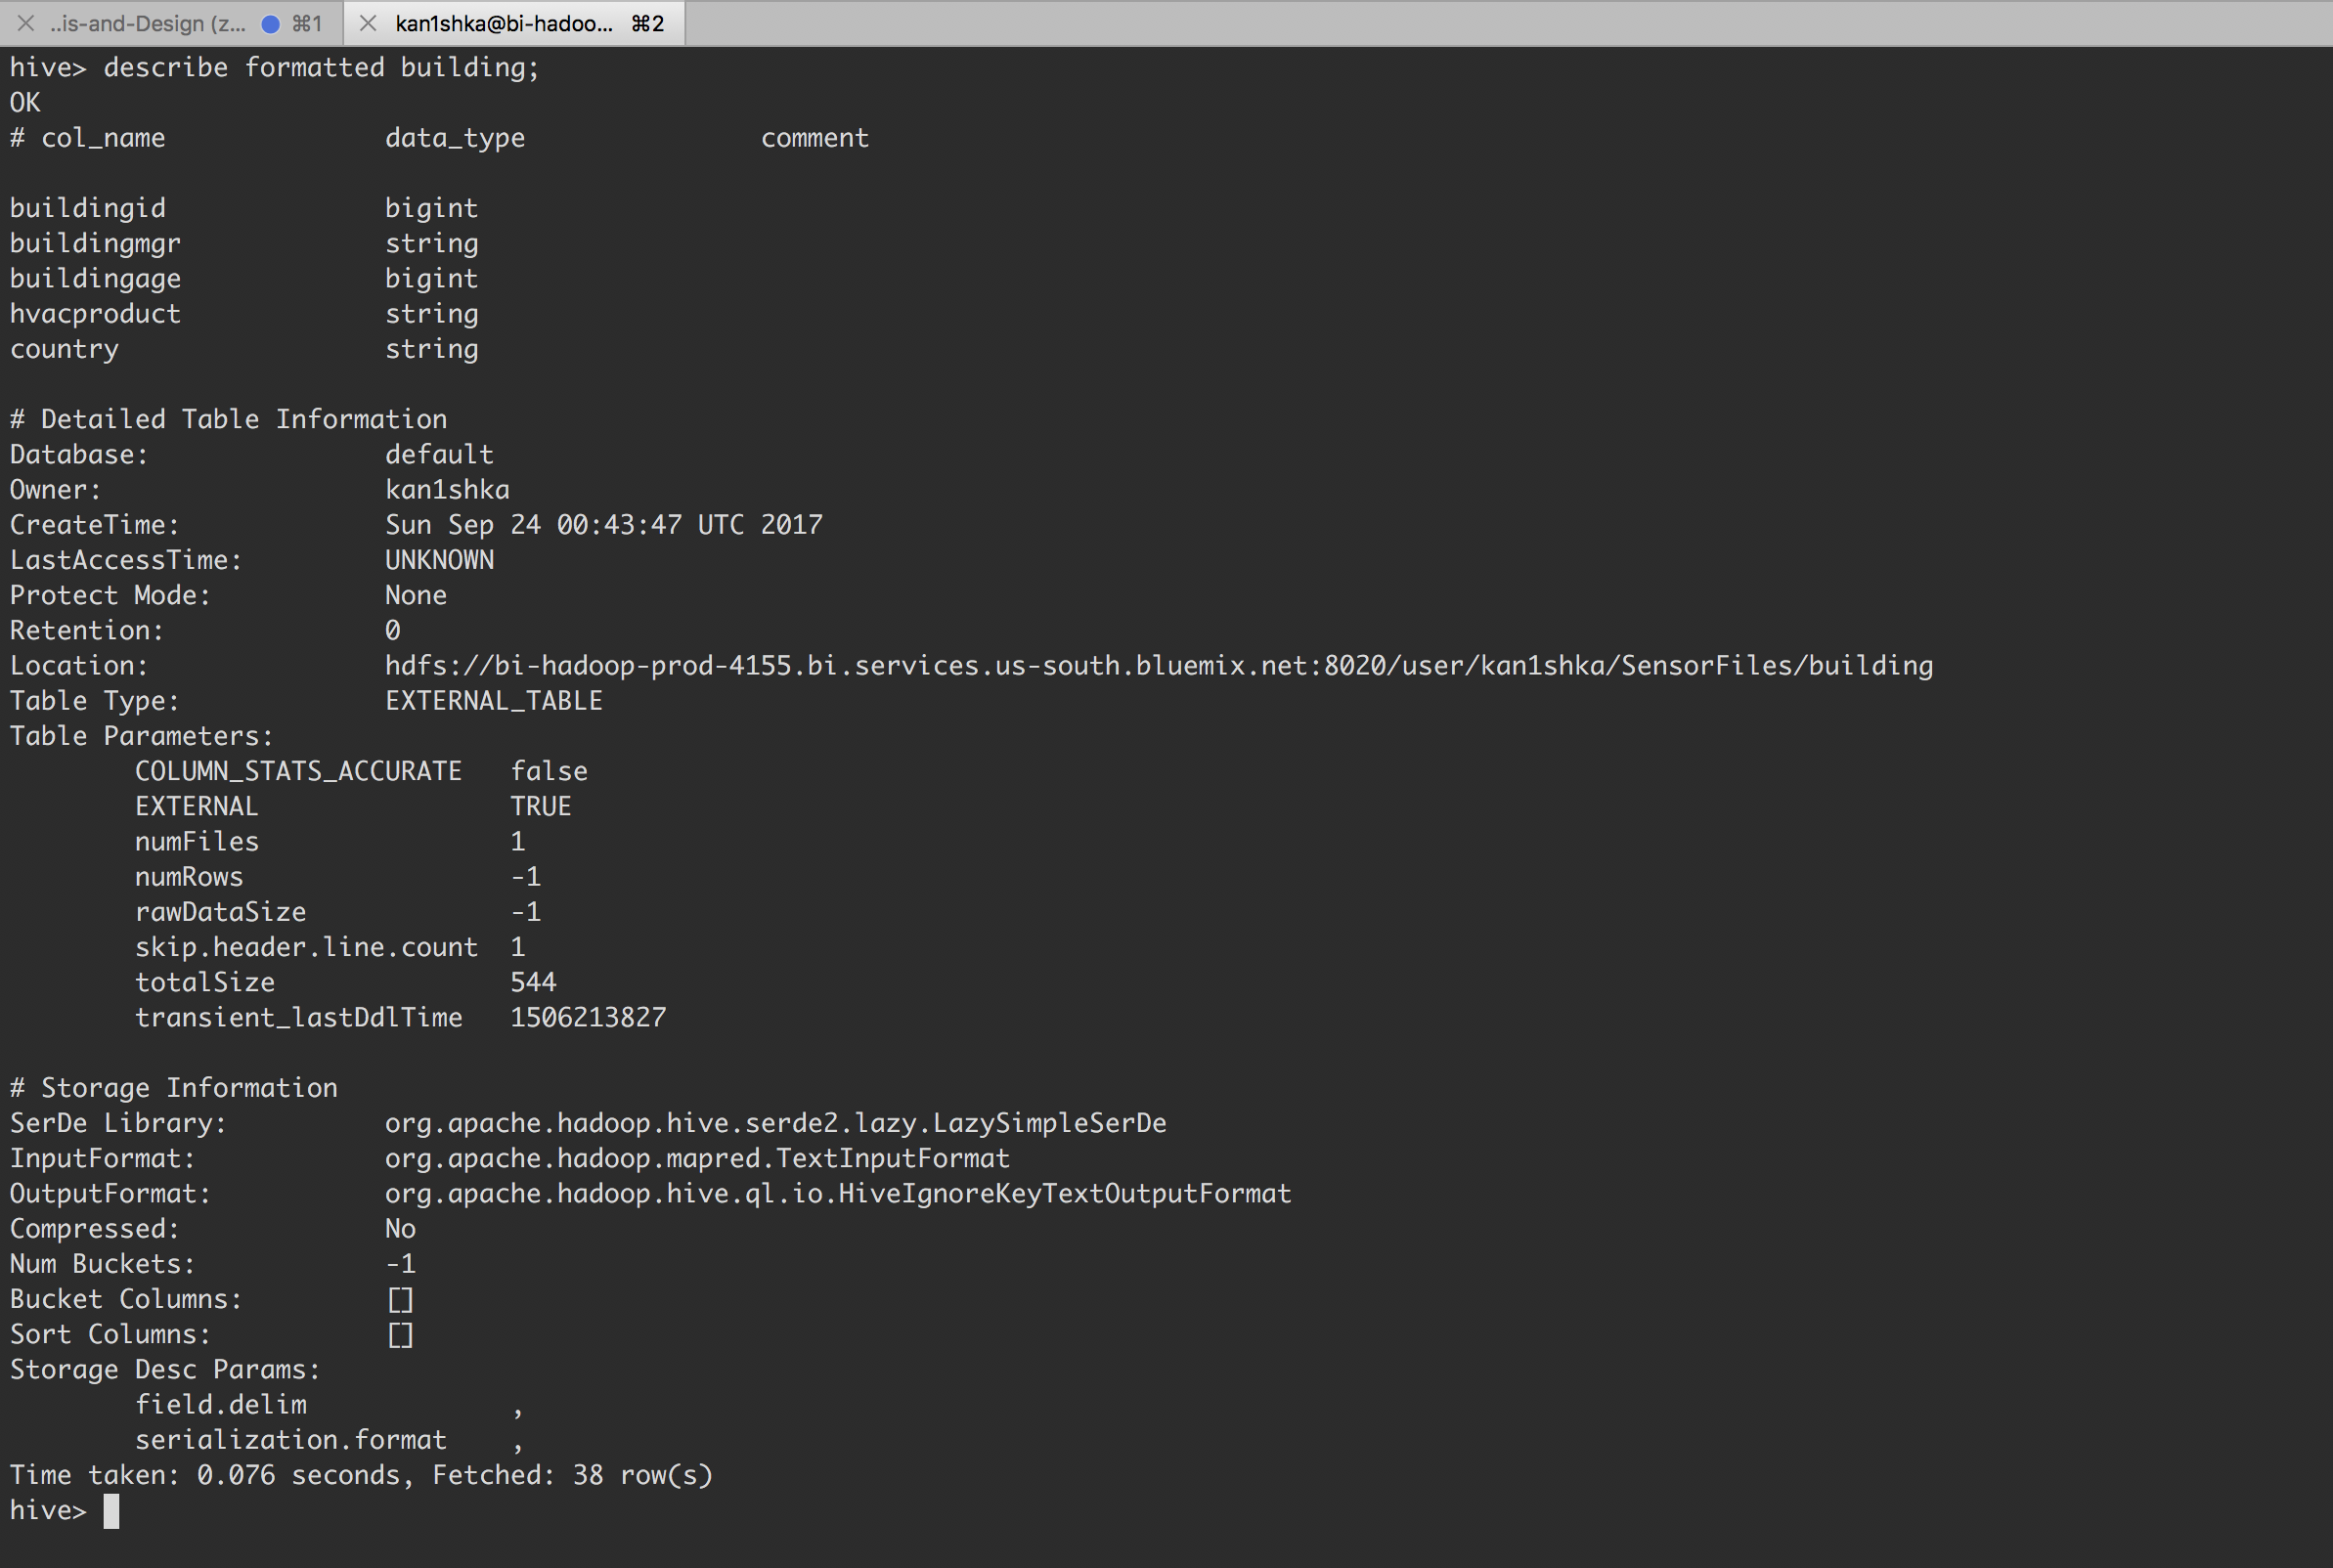 ..is-and-Design (z... ⌘1 kan1shka@bi-hadoo... ⌘2
hive> describe formatted building;
OK
# col_name data_type comment
buildingid bigint
buildingmgr string
buildingage bigint
hvacproduct string
country string
# Detailed Table Information
Database: default
Owner: kan1shka
CreateTime: Sun Sep 24 00:43:47 UTC 2017
LastAccessTime: UNKNOWN
Protect Mode: None
Retention: 0
Location: hdfs://bi-hadoop-prod-4155.bi.services.us-south.bluemix.net:8020/user/kan1shka/SensorFiles/building
Table Type: EXTERNAL_TABLE
Table Parameters:
COLUMN_STATS_ACCURATE false
EXTERNAL TRUE
numFiles 1
numRows -1
rawDataSize -1
skip.header.line.count 1
totalSize 544
transient_lastDdlTime 1506213827
# Storage Information
SerDe Library: org.apache.hadoop.hive.serde2.lazy.LazySimpleSerDe
InputFormat: org.apache.hadoop.mapred.TextInputFormat
OutputFormat: org.apache.hadoop.hive.ql.io.HiveIgnoreKeyTextOutputFormat
Compressed: No
Num Buckets: -1
Bucket Columns: []
Sort Columns: []
Storage Desc Params:
field.delim ,
serialization.format ,
Time taken: 0.076 seconds, Fetched: 38 row(s)
hive>